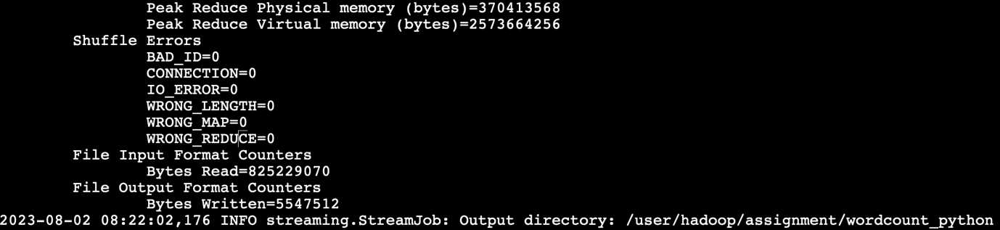 Peak Reduce Physical memory (bytes)=370413568
Peak Reduce Virtual memory (bytes)=2573664256
Shuffle Errors
BAD_ID=0
CONNECTION=0
IO_ERROR=0
WRONG_LENGTH=0
WRONG_MAP=0
WRONG_REDUCE=0
File Input Format Counters
Bytes Read=825229070
File Output Format Counters
Bytes Written=5547512
2023-08-02 08:22:02,176 INFO streaming.StreamJob: Output directory: /user/hadoop/assignment/wordcount_python